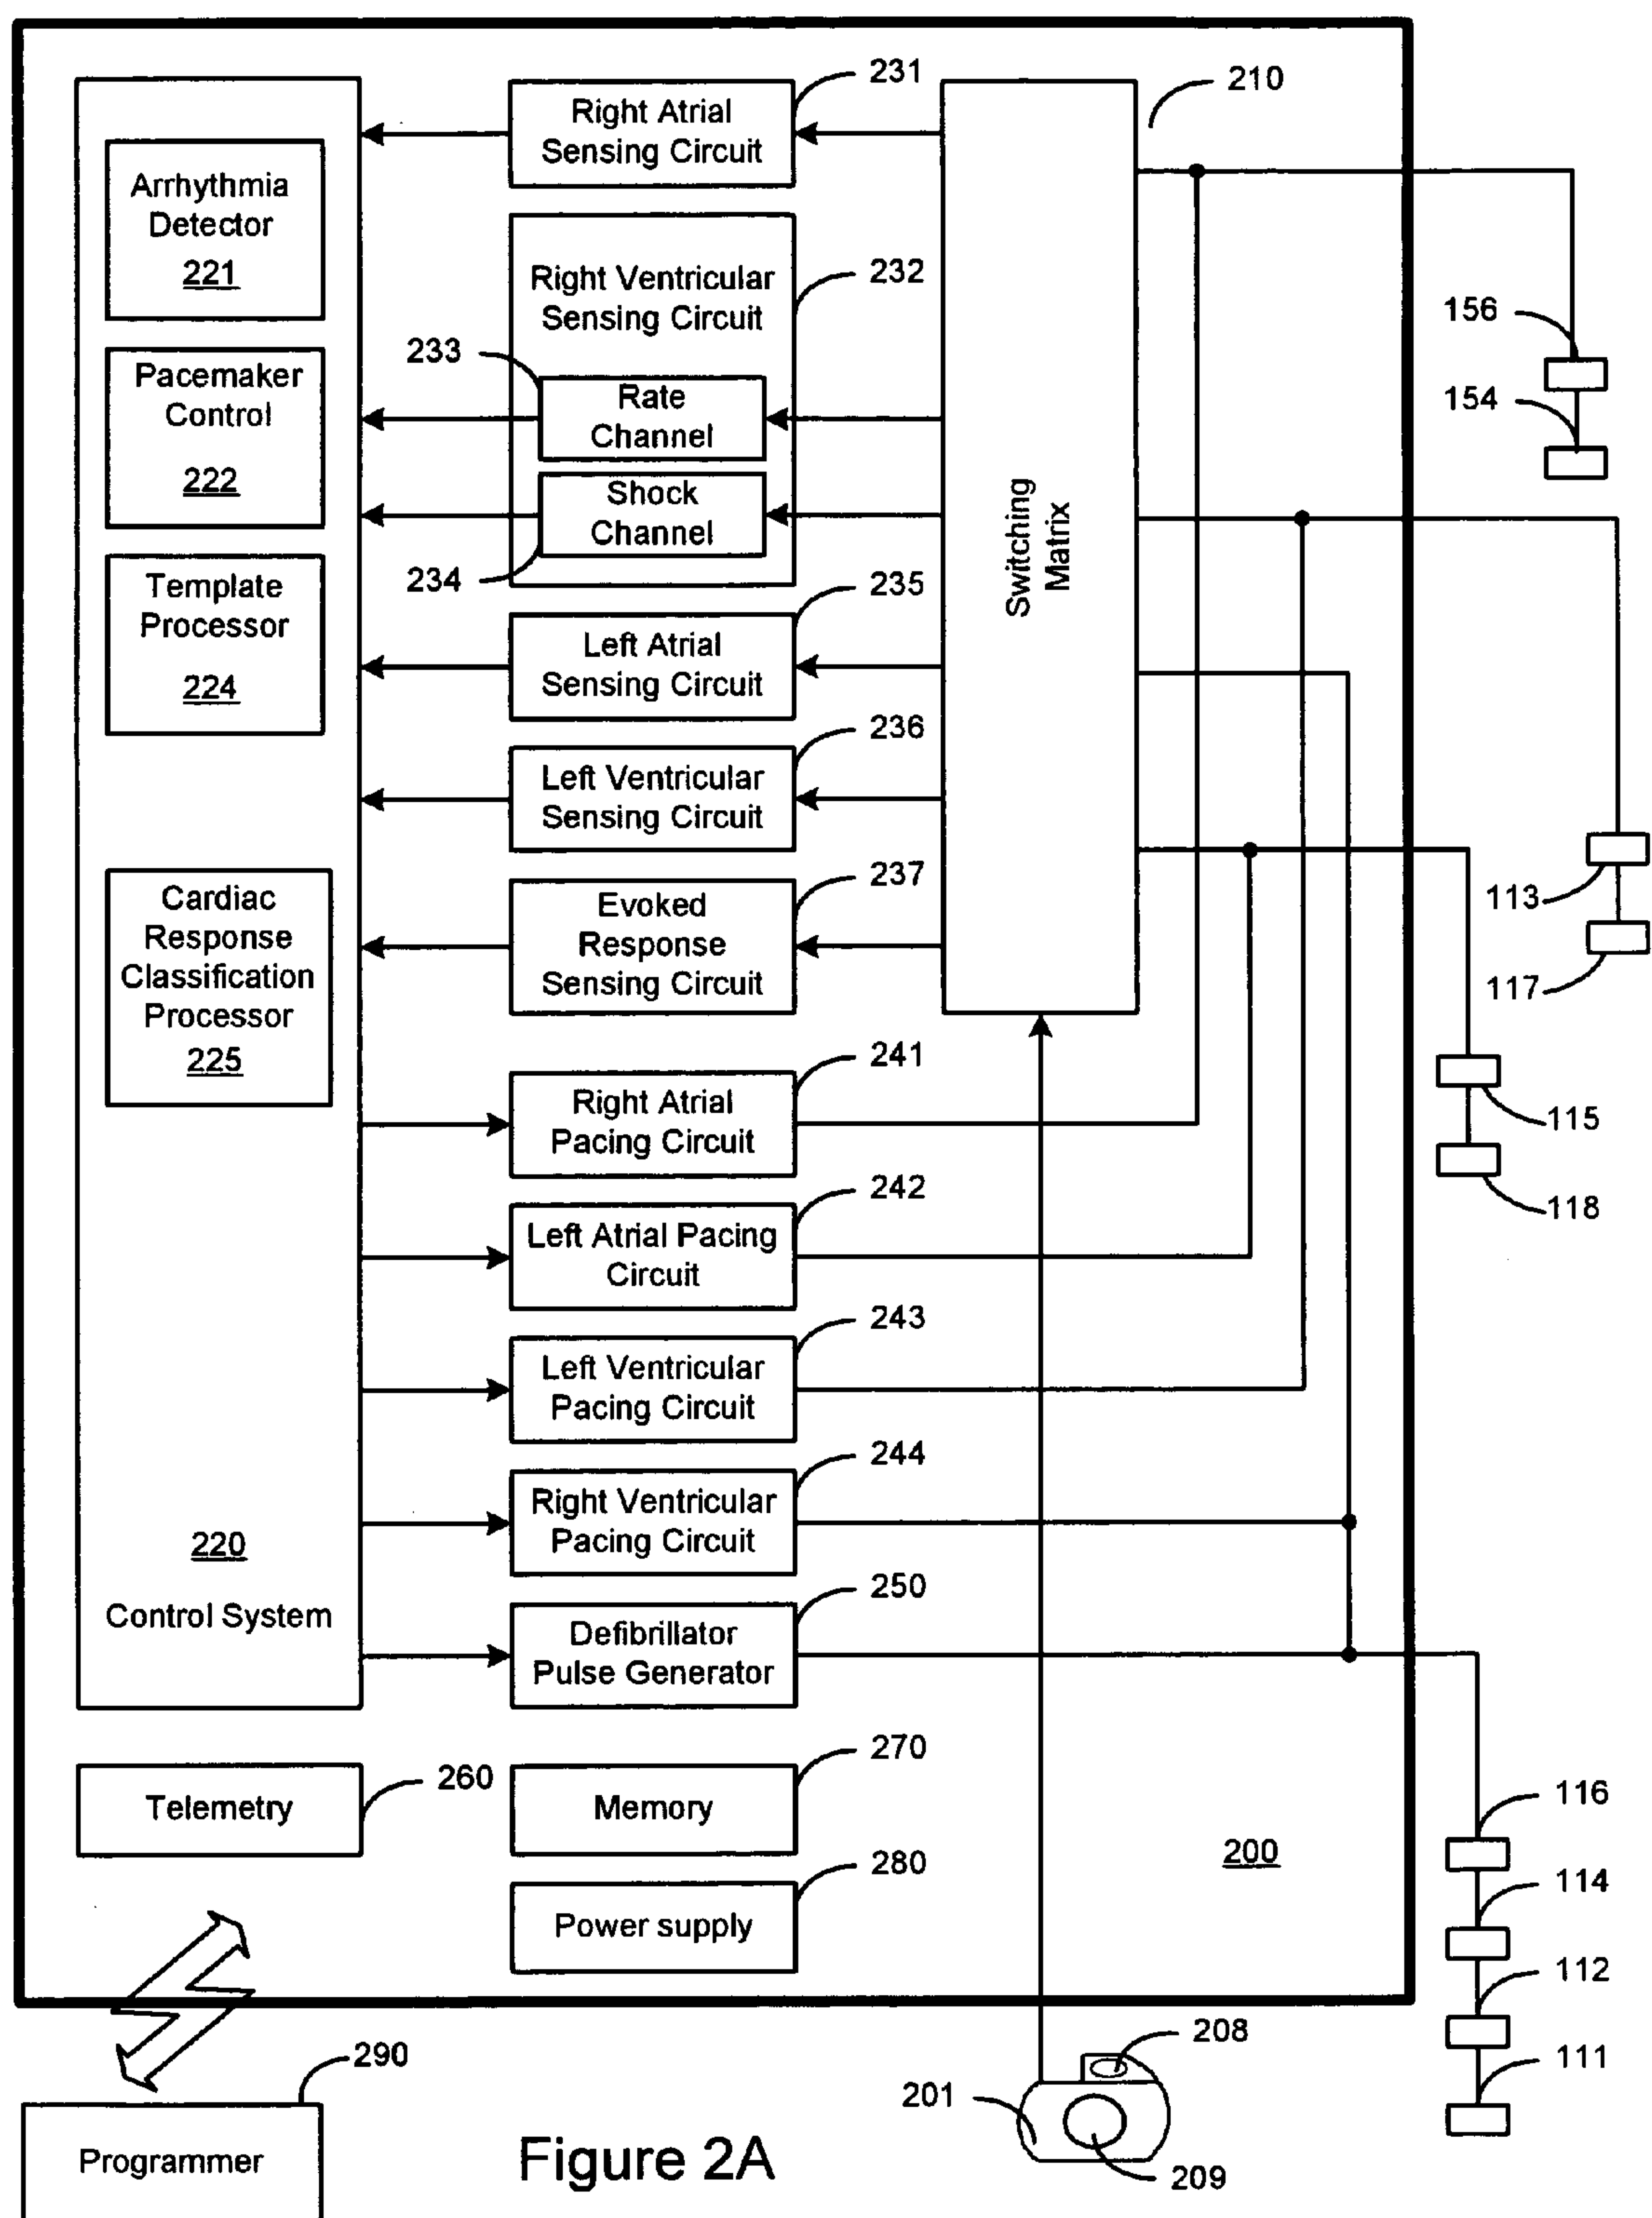 231
210
Right Atrial
Sensing Circuit
Arrhythmia
Detector
221
232
Right Ventricular
Sensing Circuit
156
233
Pacemaker
Control
222
Rate
Channel
154
Shock
Channel
234
Switching
Matrix
235
Template
Processor
224
Left Atrial
Sensing Circuit
236
Left Ventricular
Sensing Circuit
237
Cardiac
Response
Classification
Processor
225
Evoked
Response
Sensing Circuit
113
117
241
Right Atrial
Pacing Circuit
115
242
118
Left Atrial Pacing
Circuit
243
Left Ventricular
Pacing Circuit
244
Right Ventricular
Pacing Circuit
220
Control System
250
Defibrillator
Pulse Generator
270
260
Telemetry
Memory
116
200
280
114
Power supply
112
208
290
111
201
Programmer
Figure 2A
209